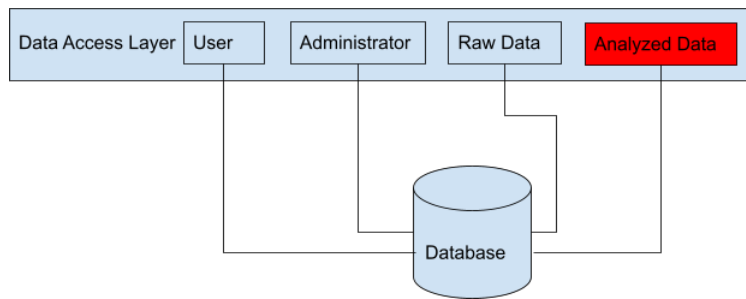 Data Access Layer
User
Administrator
Raw Data
Analyzed Data
Database